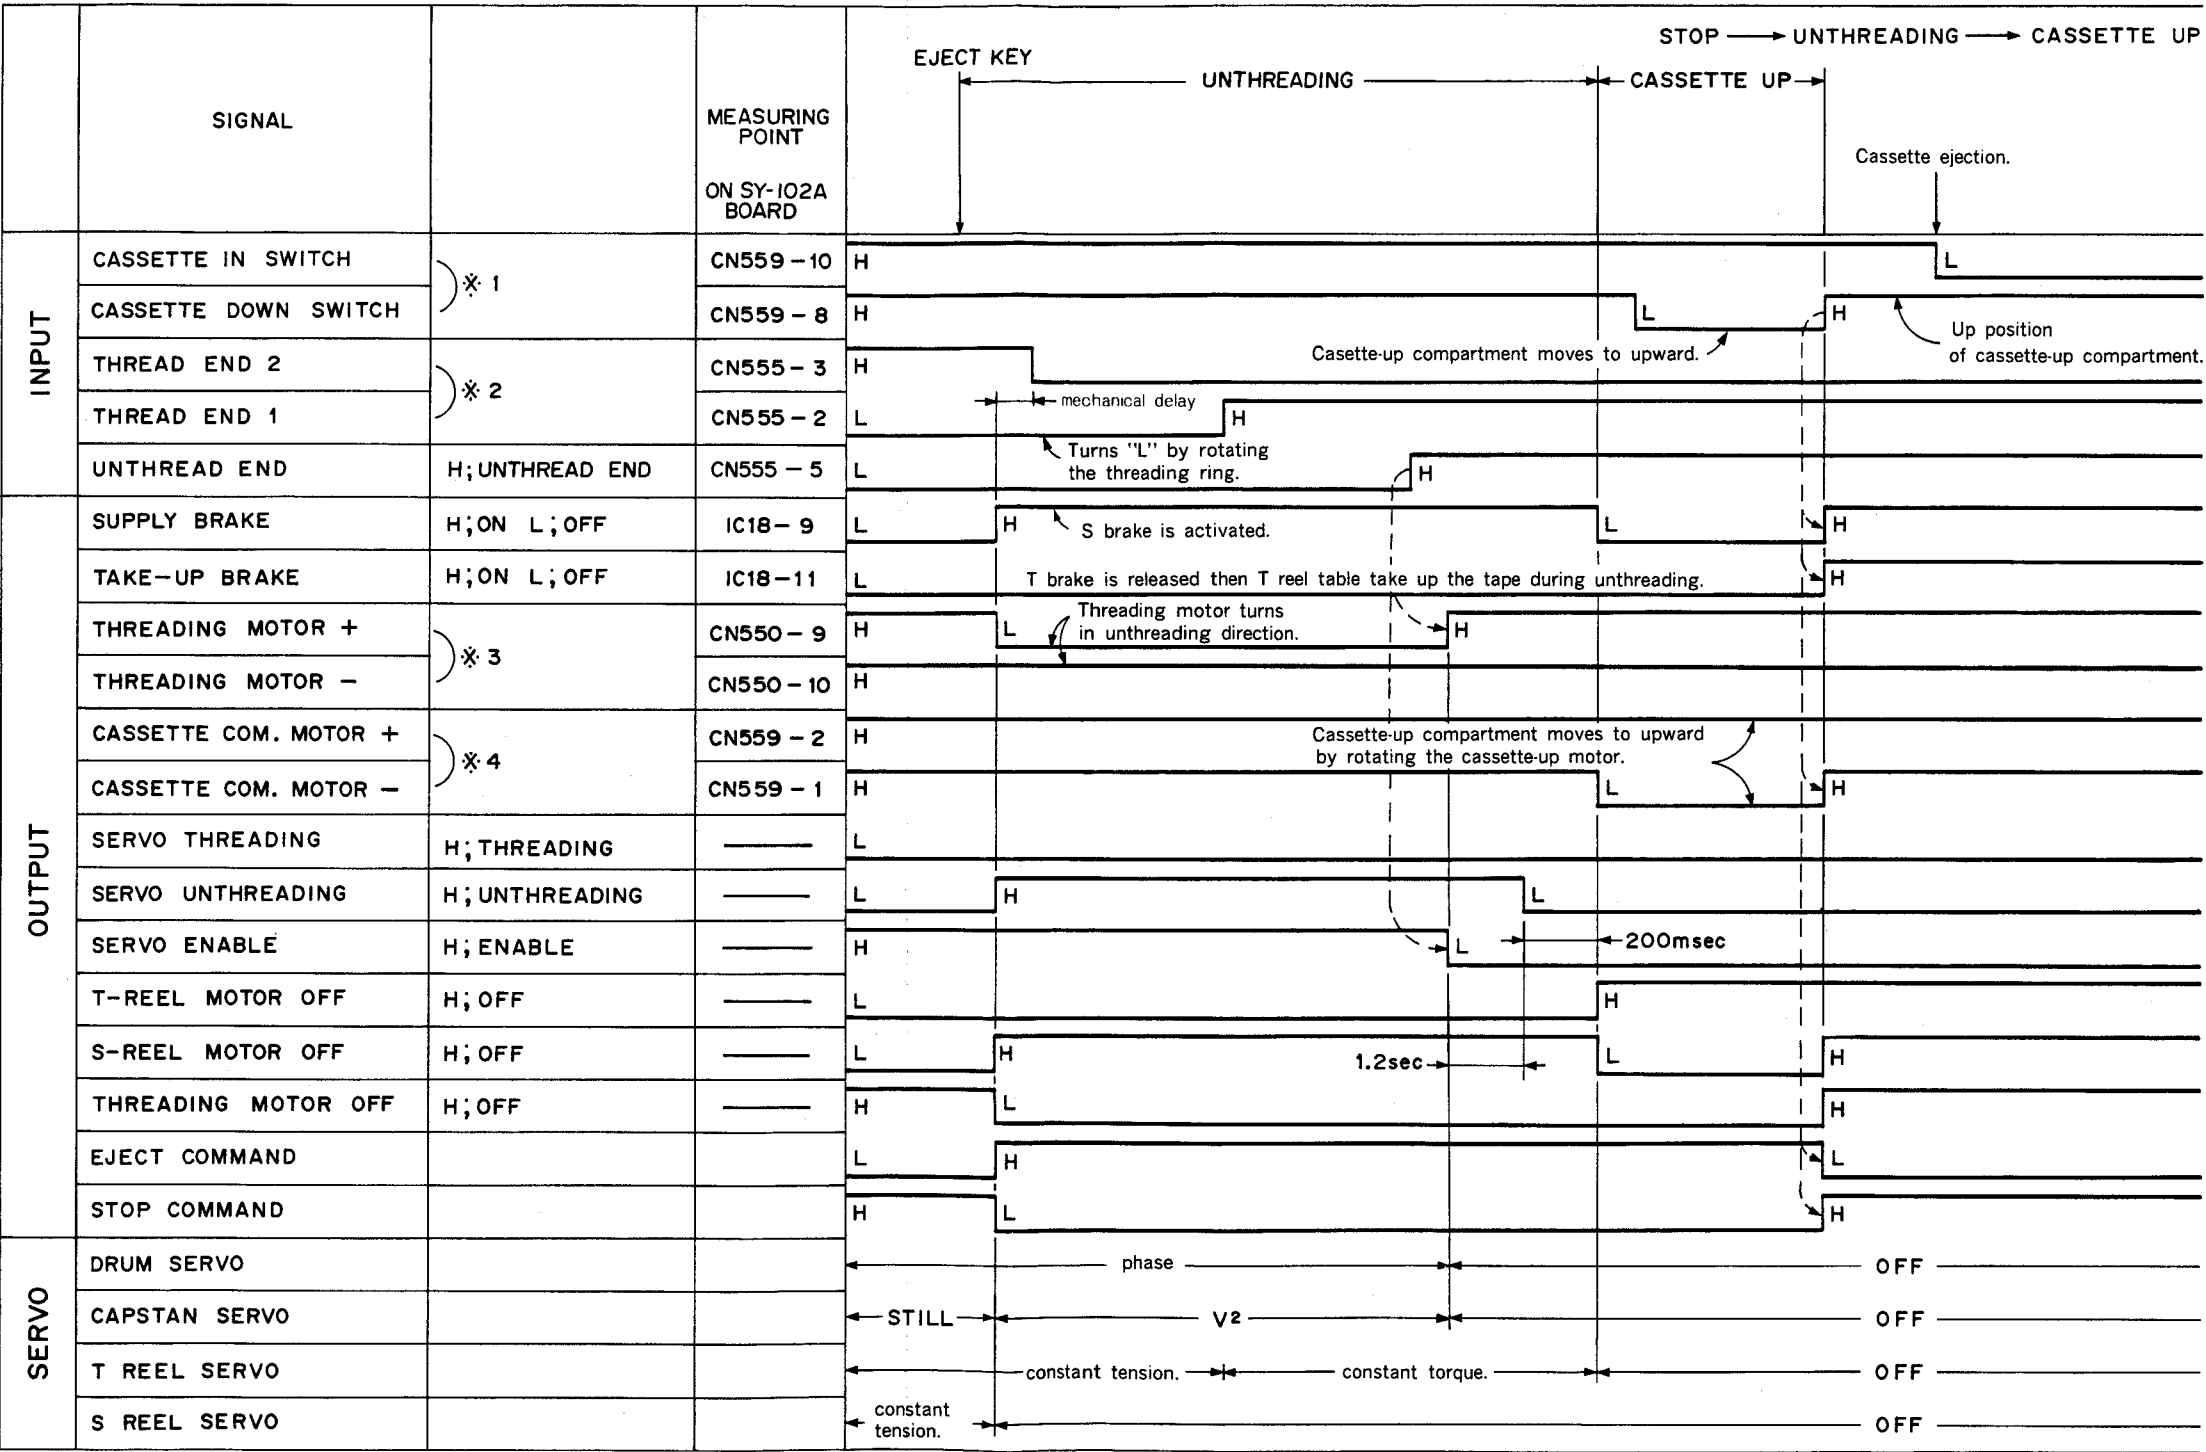 STOP → UNTHREADING → CASSETTE UP
EJECT KEY
UNTHREADING
CASSETTE UP
SIGNAL
MEASURING
POINT
ON SY-102A
BOARD
Cassette ejection.
INPUT
CASSETTE IN SWITCH
※1
CN559-10
H
L
CASSETTE DOWN SWITCH
CN559-8
H
L
H
Up position
of cassette-up compartment.
Casette-up compartment moves to upward.
THREAD END 2
※2
CN555-3
H
mechanical delay
THREAD END 1
CN555-2
L
H
Turns "L" by rotating
the threading ring.
UNTHREAD END
H;UNTHREAD END
CN555-5
L
H
OUTPUT
SUPPLY BRAKE
H;ON L;OFF
IC18-9
L
H
S brake is activated.
L
H
TAKE-UP BRAKE
H;ON L;OFF
IC18-11
L
T brake is released then T reel table take up the tape during unthreading.
H
THREADING MOTOR +
※3
CN550-9
H
L
Threading motor turns
in unthreading direction.
H
THREADING MOTOR -
CN550-10
H
CASSETTE COM. MOTOR +
※4
CN559-2
H
Cassette-up compartment moves to upward
by rotating the cassette-up motor.
CASSETTE COM. MOTOR -
CN559-1
H
L
H
SERVO THREADING
H;THREADING
L
SERVO UNTHREADING
H;UNTHREADING
L
H
L
SERVO ENABLE
H;ENABLE
H
L
200msec
T-REEL MOTOR OFF
H;OFF
L
H
S-REEL MOTOR OFF
H;OFF
L
H
1.2sec
L
H
THREADING MOTOR OFF
H;OFF
H
L
H
EJECT COMMAND
L
H
L
STOP COMMAND
H
L
H
SERVO
DRUM SERVO
phase
OFF
CAPSTAN SERVO
STILL
V2
OFF
T REEL SERVO
constant tension.
constant torque.
OFF
S REEL SERVO
constant
tension.
OFF